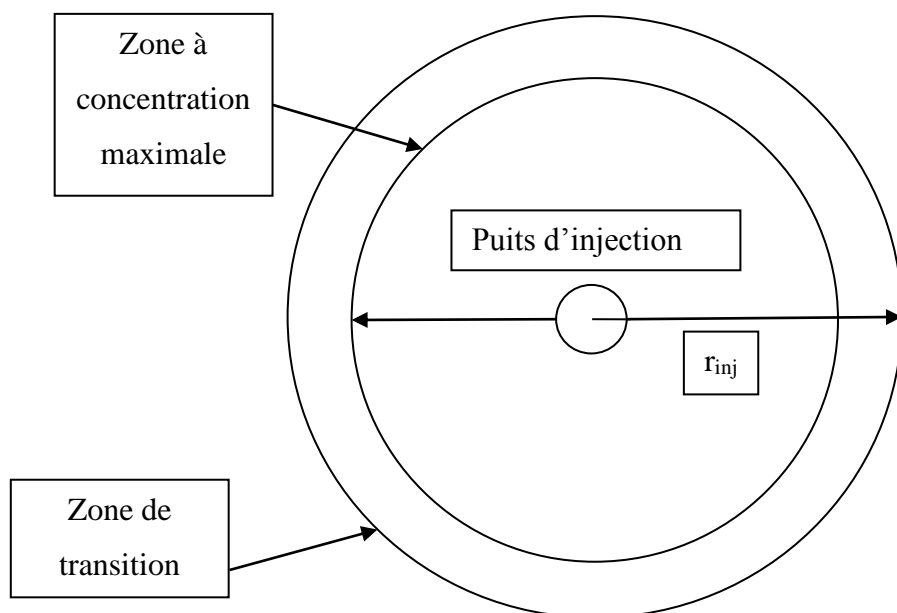 Zone à
concentration
maximale
Puits d’injection
rinj
Zone de
transition